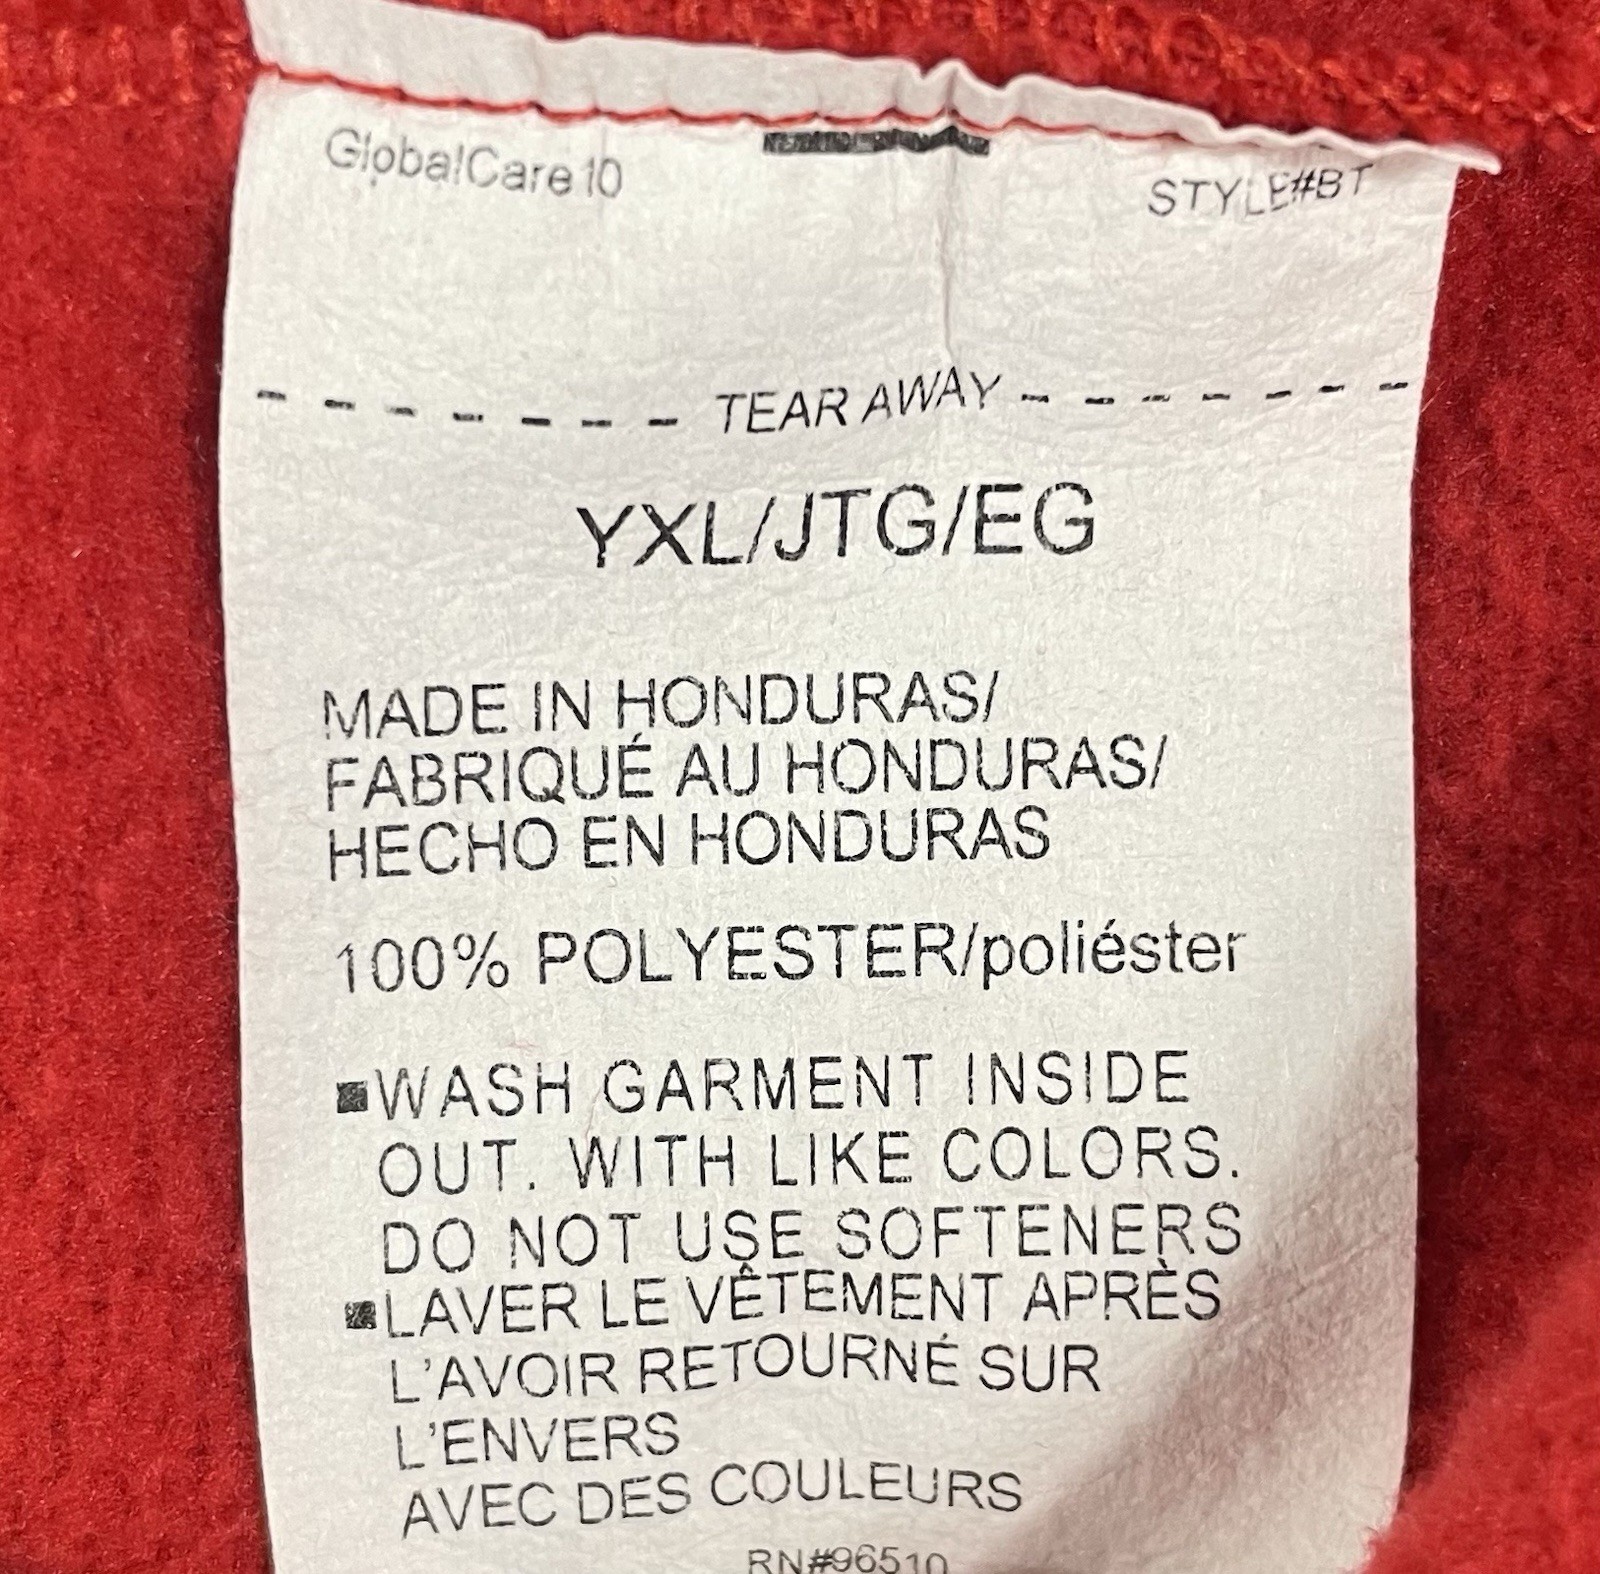 GlobalCare10
STYLE#BT
- - - - - - - TEAR AWAY - - - - - - -
YXL/JTG/EG
MADE IN HONDURAS/
FABRIQUÉ AU HONDURAS/
HECHO EN HONDURAS
100% POLYESTER/poliéster
■WASH GARMENT INSIDE
OUT. WITH LIKE COLORS.
DO NOT USE SOFTENERS
■LAVER LE VÊTEMENT APRÈS
L'AVOIR RETOURNÉ SUR
L'ENVERS
AVEC DES COULEURS
RN#96510